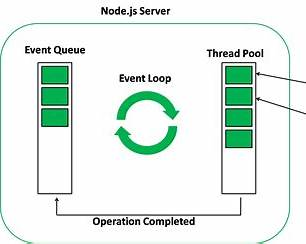 Node.js Server
Event Queue
Thread Pool
Event Loop
Operation Completed